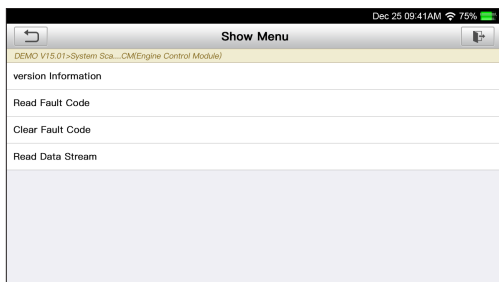 Dec 25 09:41AM 75%
Show Menu
DEMO V15.01>System Sca....CM(Engine Control Module)
version Information
Read Fault Code
Clear Fault Code
Read Data Stream